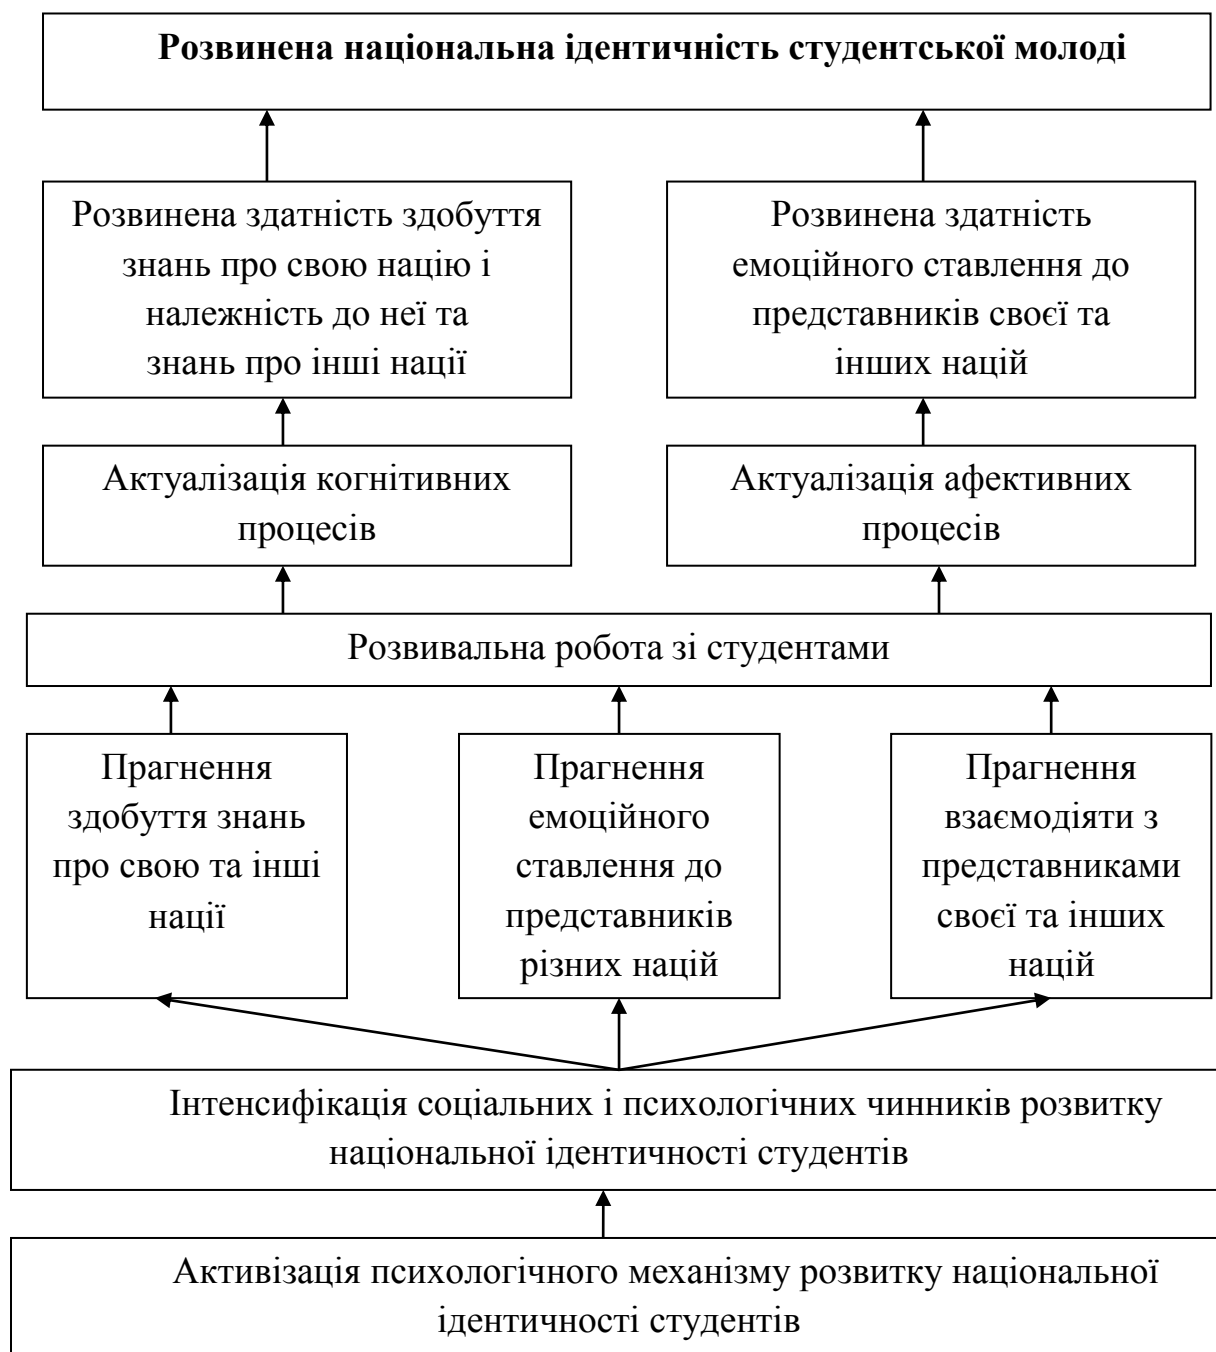 Розвинена національна ідентичність студентської молоді
Розвинена здатність здобуття
знань про свою націю і
належність до неї та
знань про інші нації
Розвинена здатність
емоційного ставлення до
представників своєї та
інших націй
Актуалізація когнітивних
процесів
Актуалізація афективних
процесів
Розвивальна робота зі студентами
Прагнення
здобуття знань
про свою та інші
нації
Прагнення
емоційного
ставлення до
представників
різних націй
Прагнення
взаємодіяти з
представниками
своєї та інших
націй
Інтенсифікація соціальних і психологічних чинників розвитку
національної ідентичності студентів
Активізація психологічного механізму розвитку національної
ідентичності студентів